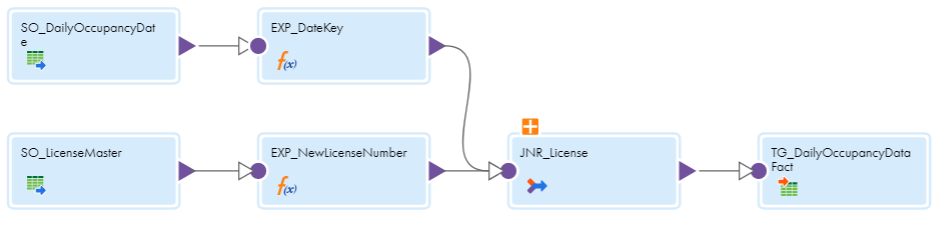 SO_DailyOccupancyDat
e
EXP_DateKey
f(x)
SO_LicenseMaster
EXP_NewLicenseNumber
f(x)
JNR_License
TG_DailyOccupancyData
Fact